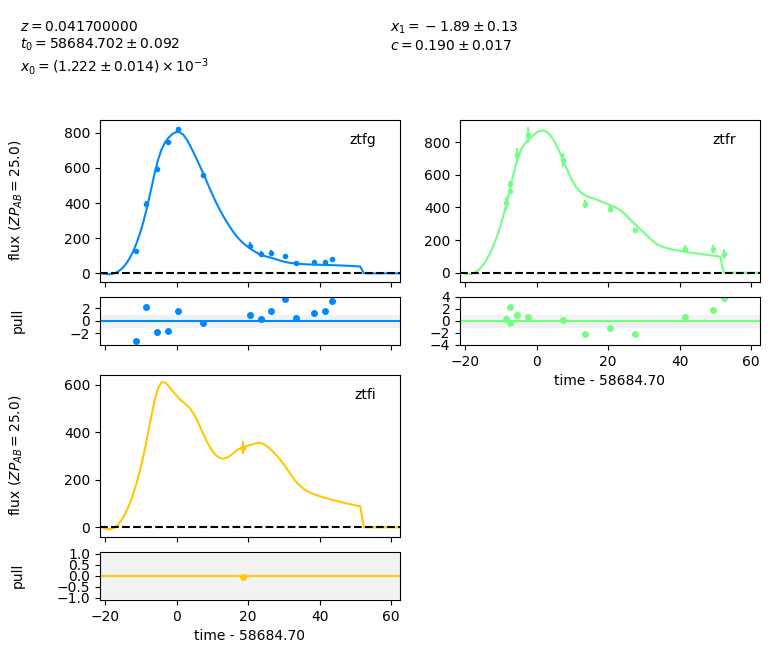 z = 0.041700000
t₀ = 58684.702 ± 0.092
x₀ = (1.222 ± 0.014) × 10⁻³
x₁ = −1.89 ± 0.13
c = 0.190 ± 0.017
flux (ZP_AB = 25.0)
800
600
400
200
0
ztfg
800
600
400
200
0
ztfr
pull
2
0
−2
4
2
0
−2
−4
−20 0 20 40 60
time - 58684.70
flux (ZP_AB = 25.0)
600
400
200
0
ztfi
pull
1.0
0.5
0.0
−0.5
−1.0
−20 0 20 40 60
time - 58684.70